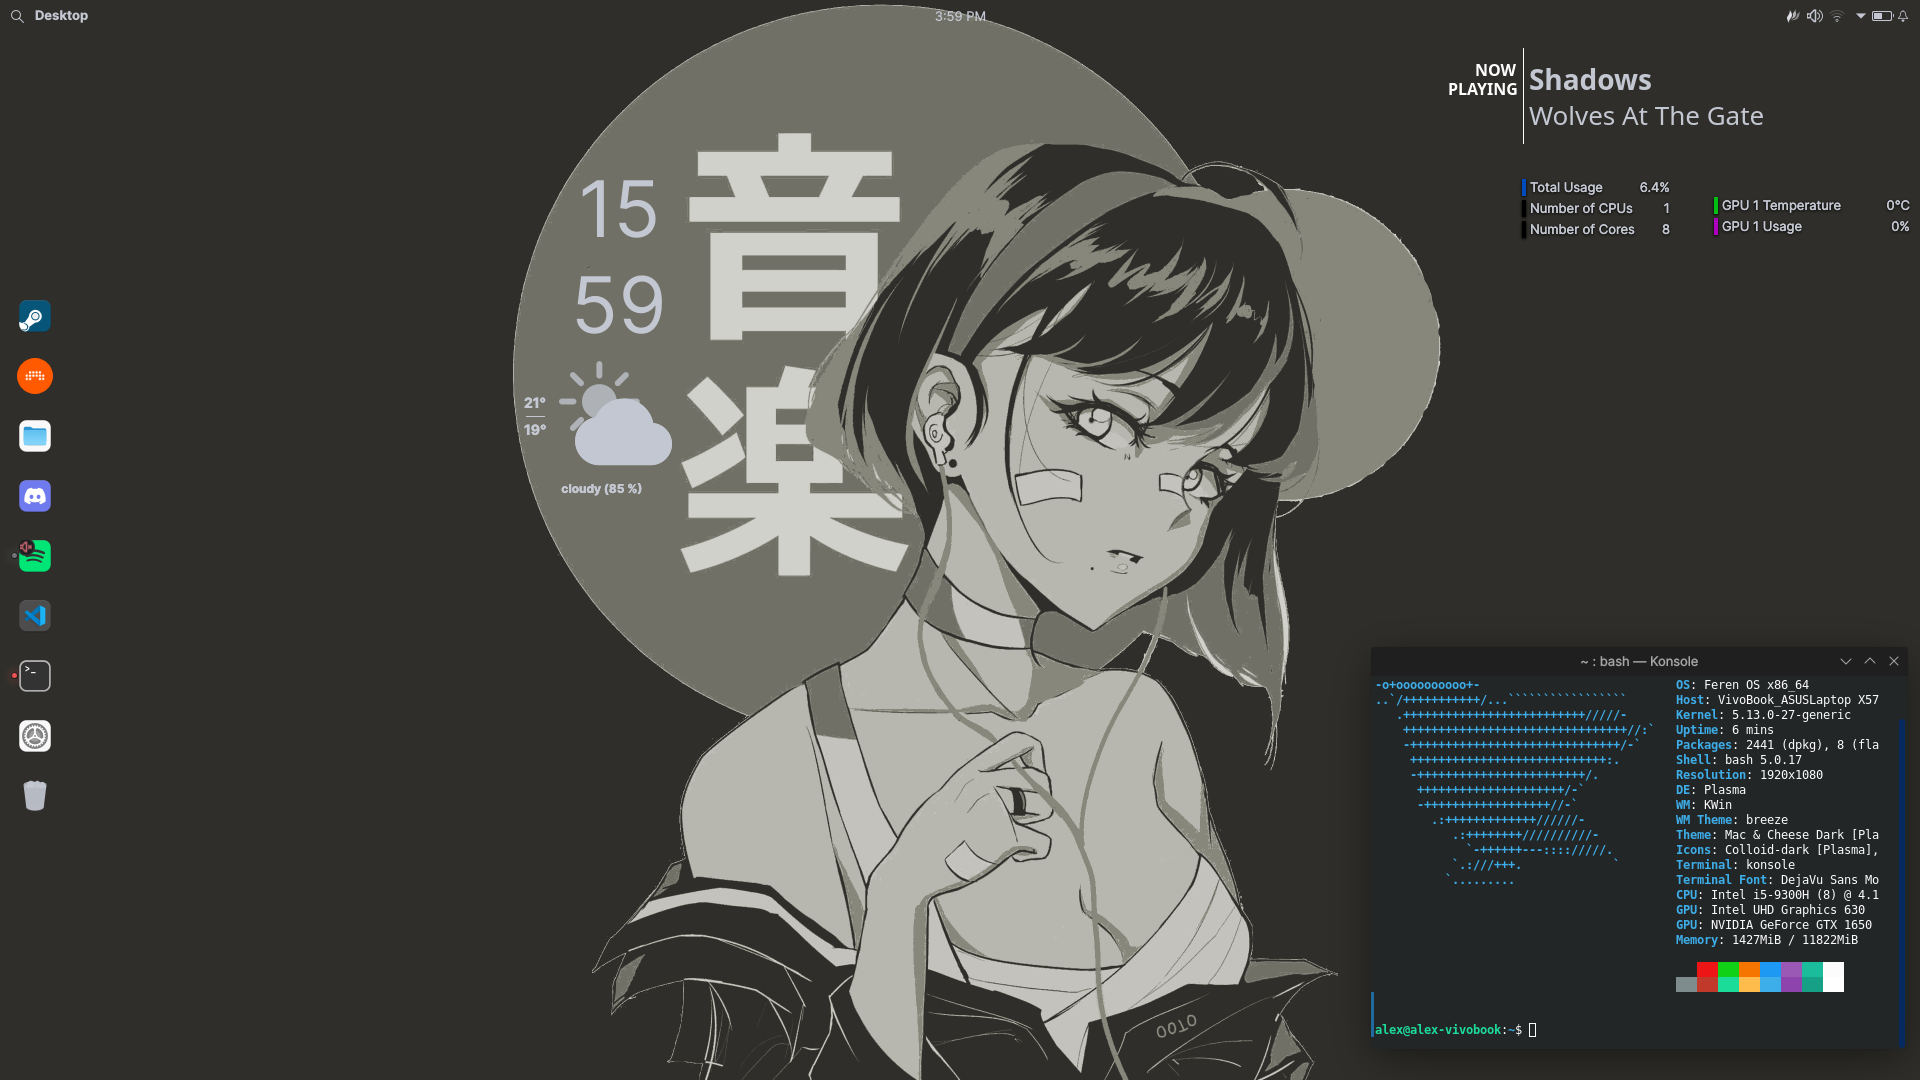 Desktop
3:59 PM
NOW
PLAYING
Shadows
Wolves At The Gate
Total Usage 6.4%
Number of CPUs 1
Number of Cores 8
GPU 1 Temperature 0°C
GPU 1 Usage 0%
15
59
音
楽
21°
19°
cloudy (85 %)
OTOO
~ : bash — Konsole
OS: Feren OS x86_64
Host: VivoBook_ASUSLaptop X57
Kernel: 5.13.0-27-generic
Uptime: 6 mins
Packages: 2441 (dpkg), 8 (fla
Shell: bash 5.0.17
Resolution: 1920x1080
DE: Plasma
WM: KWin
WM Theme: breeze
Theme: Mac & Cheese Dark [Pla
Icons: Colloid-dark [Plasma],
Terminal: konsole
Terminal Font: DejaVu Sans Mo
CPU: Intel i5-9300H (8) @ 4.1
GPU: Intel UHD Graphics 630
GPU: NVIDIA GeForce GTX 1650
Memory: 1427MiB / 11822MiB
alex@alex-vivobook:~$